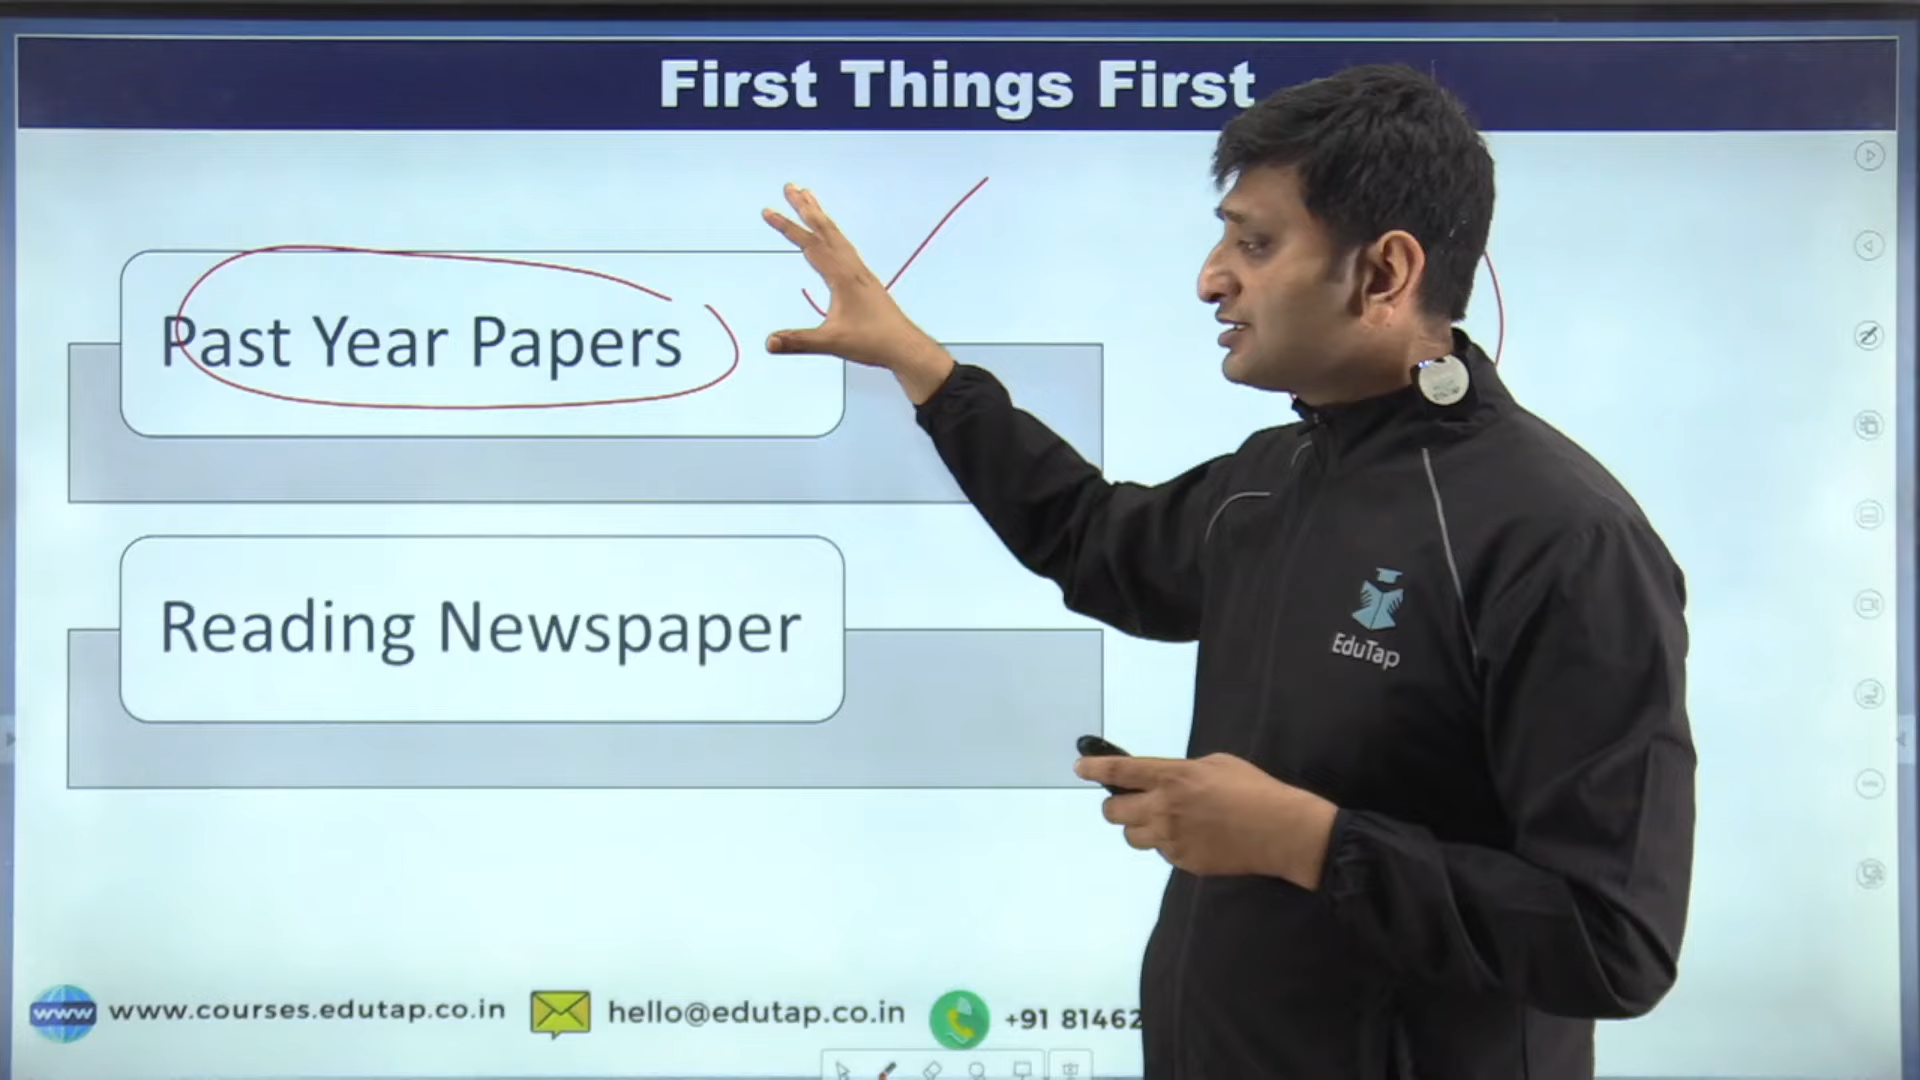 First Things First
Past Year Papers
Reading Newspaper
EduTap
www www.courses.edutap.co.in hello@edutap.co.in +91 81462